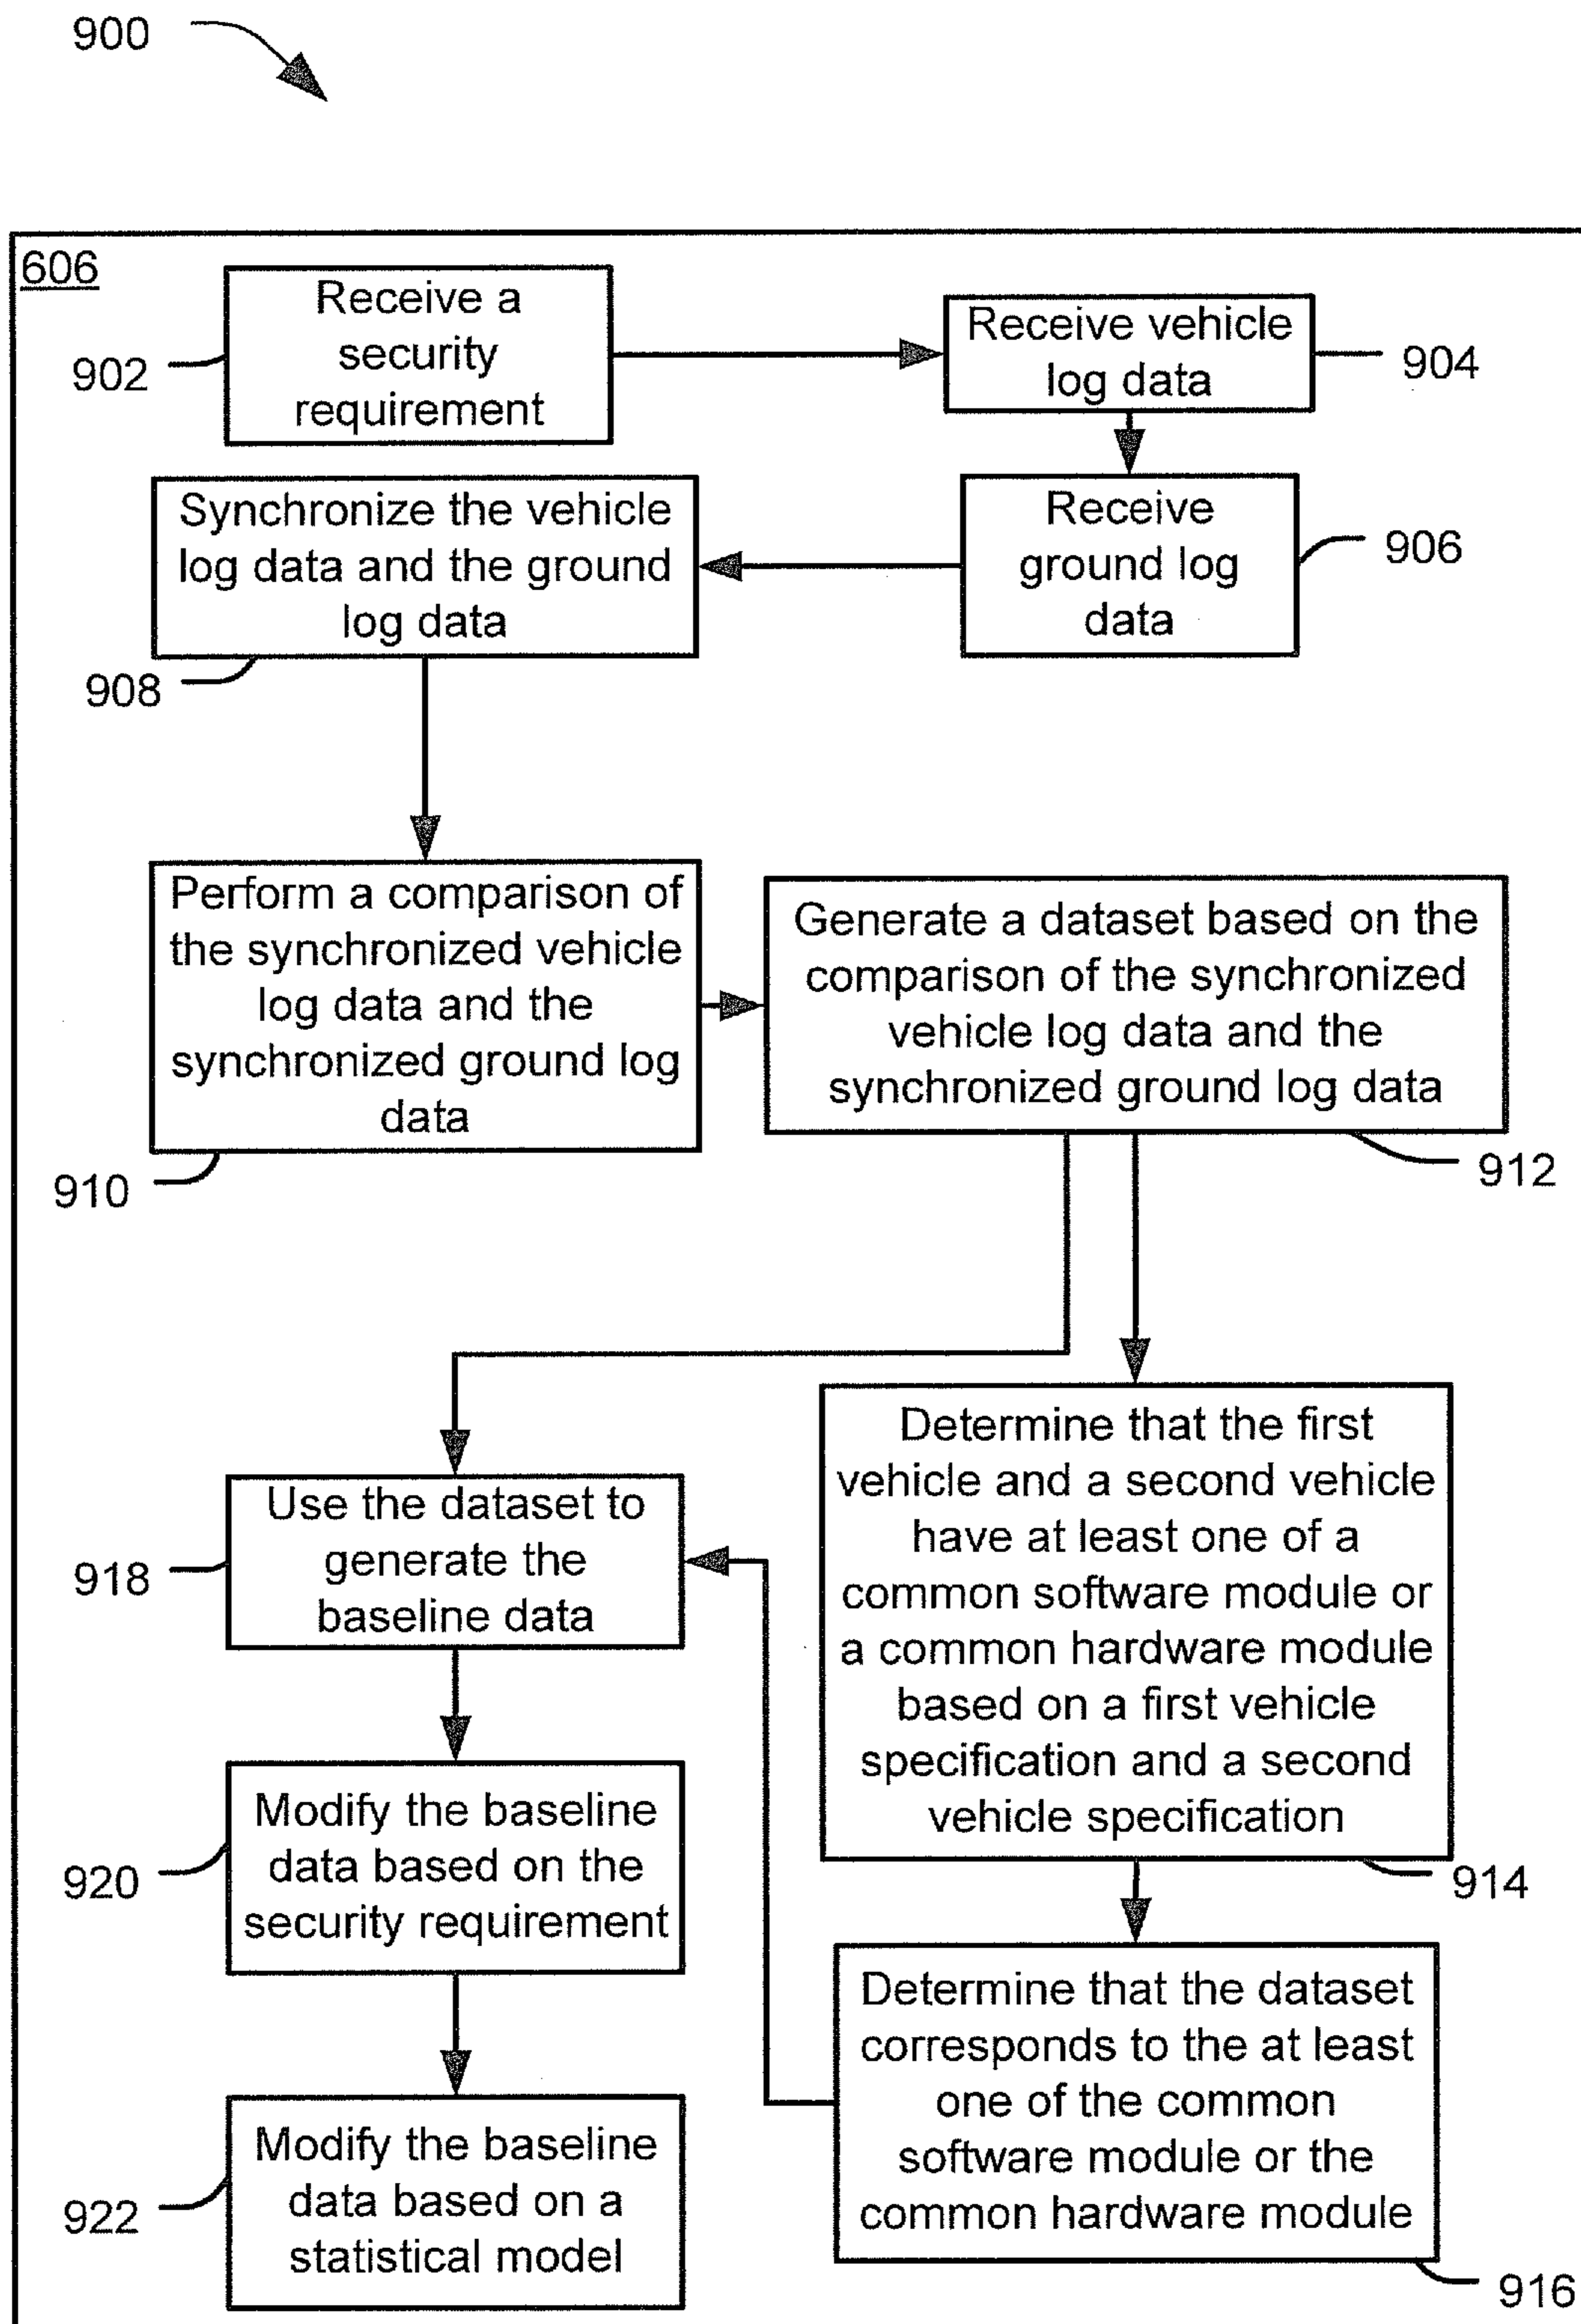 900
606
Receive a
security
requirement
902
Receive vehicle
log data
904
Synchronize the vehicle
log data and the ground
log data
908
Receive
ground log
data
906
Perform a comparison of
the synchronized vehicle
log data and the
synchronized ground log
data
910
Generate a dataset based on the
comparison of the synchronized
vehicle log data and the
synchronized ground log data
912
Determine that the first
vehicle and a second vehicle
have at least one of a
common software module or
a common hardware module
based on a first vehicle
specification and a second
vehicle specification
914
Determine that the dataset
corresponds to the at least
one of the common
software module or the
common hardware module
916
Use the dataset to
generate the
baseline data
918
Modify the baseline
data based on the
security requirement
920
Modify the baseline
data based on a
statistical model
922